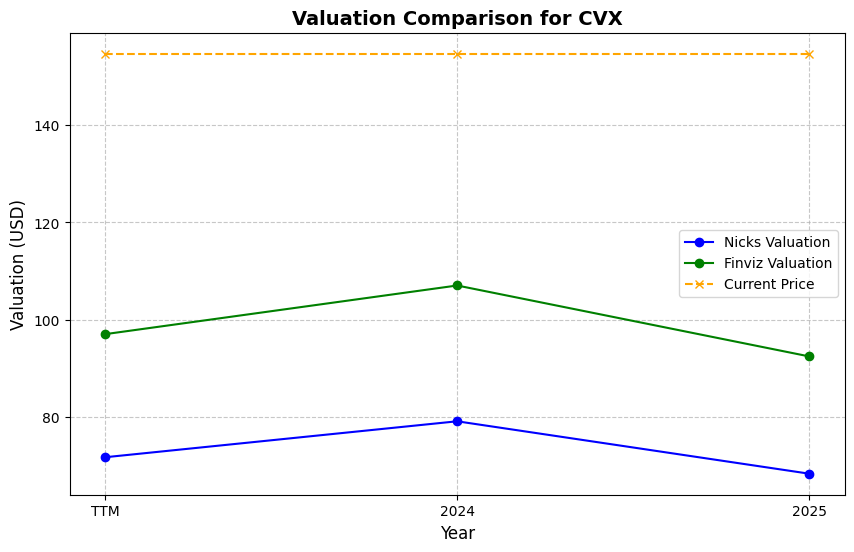 Valuation Comparison for CVX
Valuation (USD)
140
120
100
80
Nicks Valuation
Finviz Valuation
Current Price
TTM
2024
2025
Year